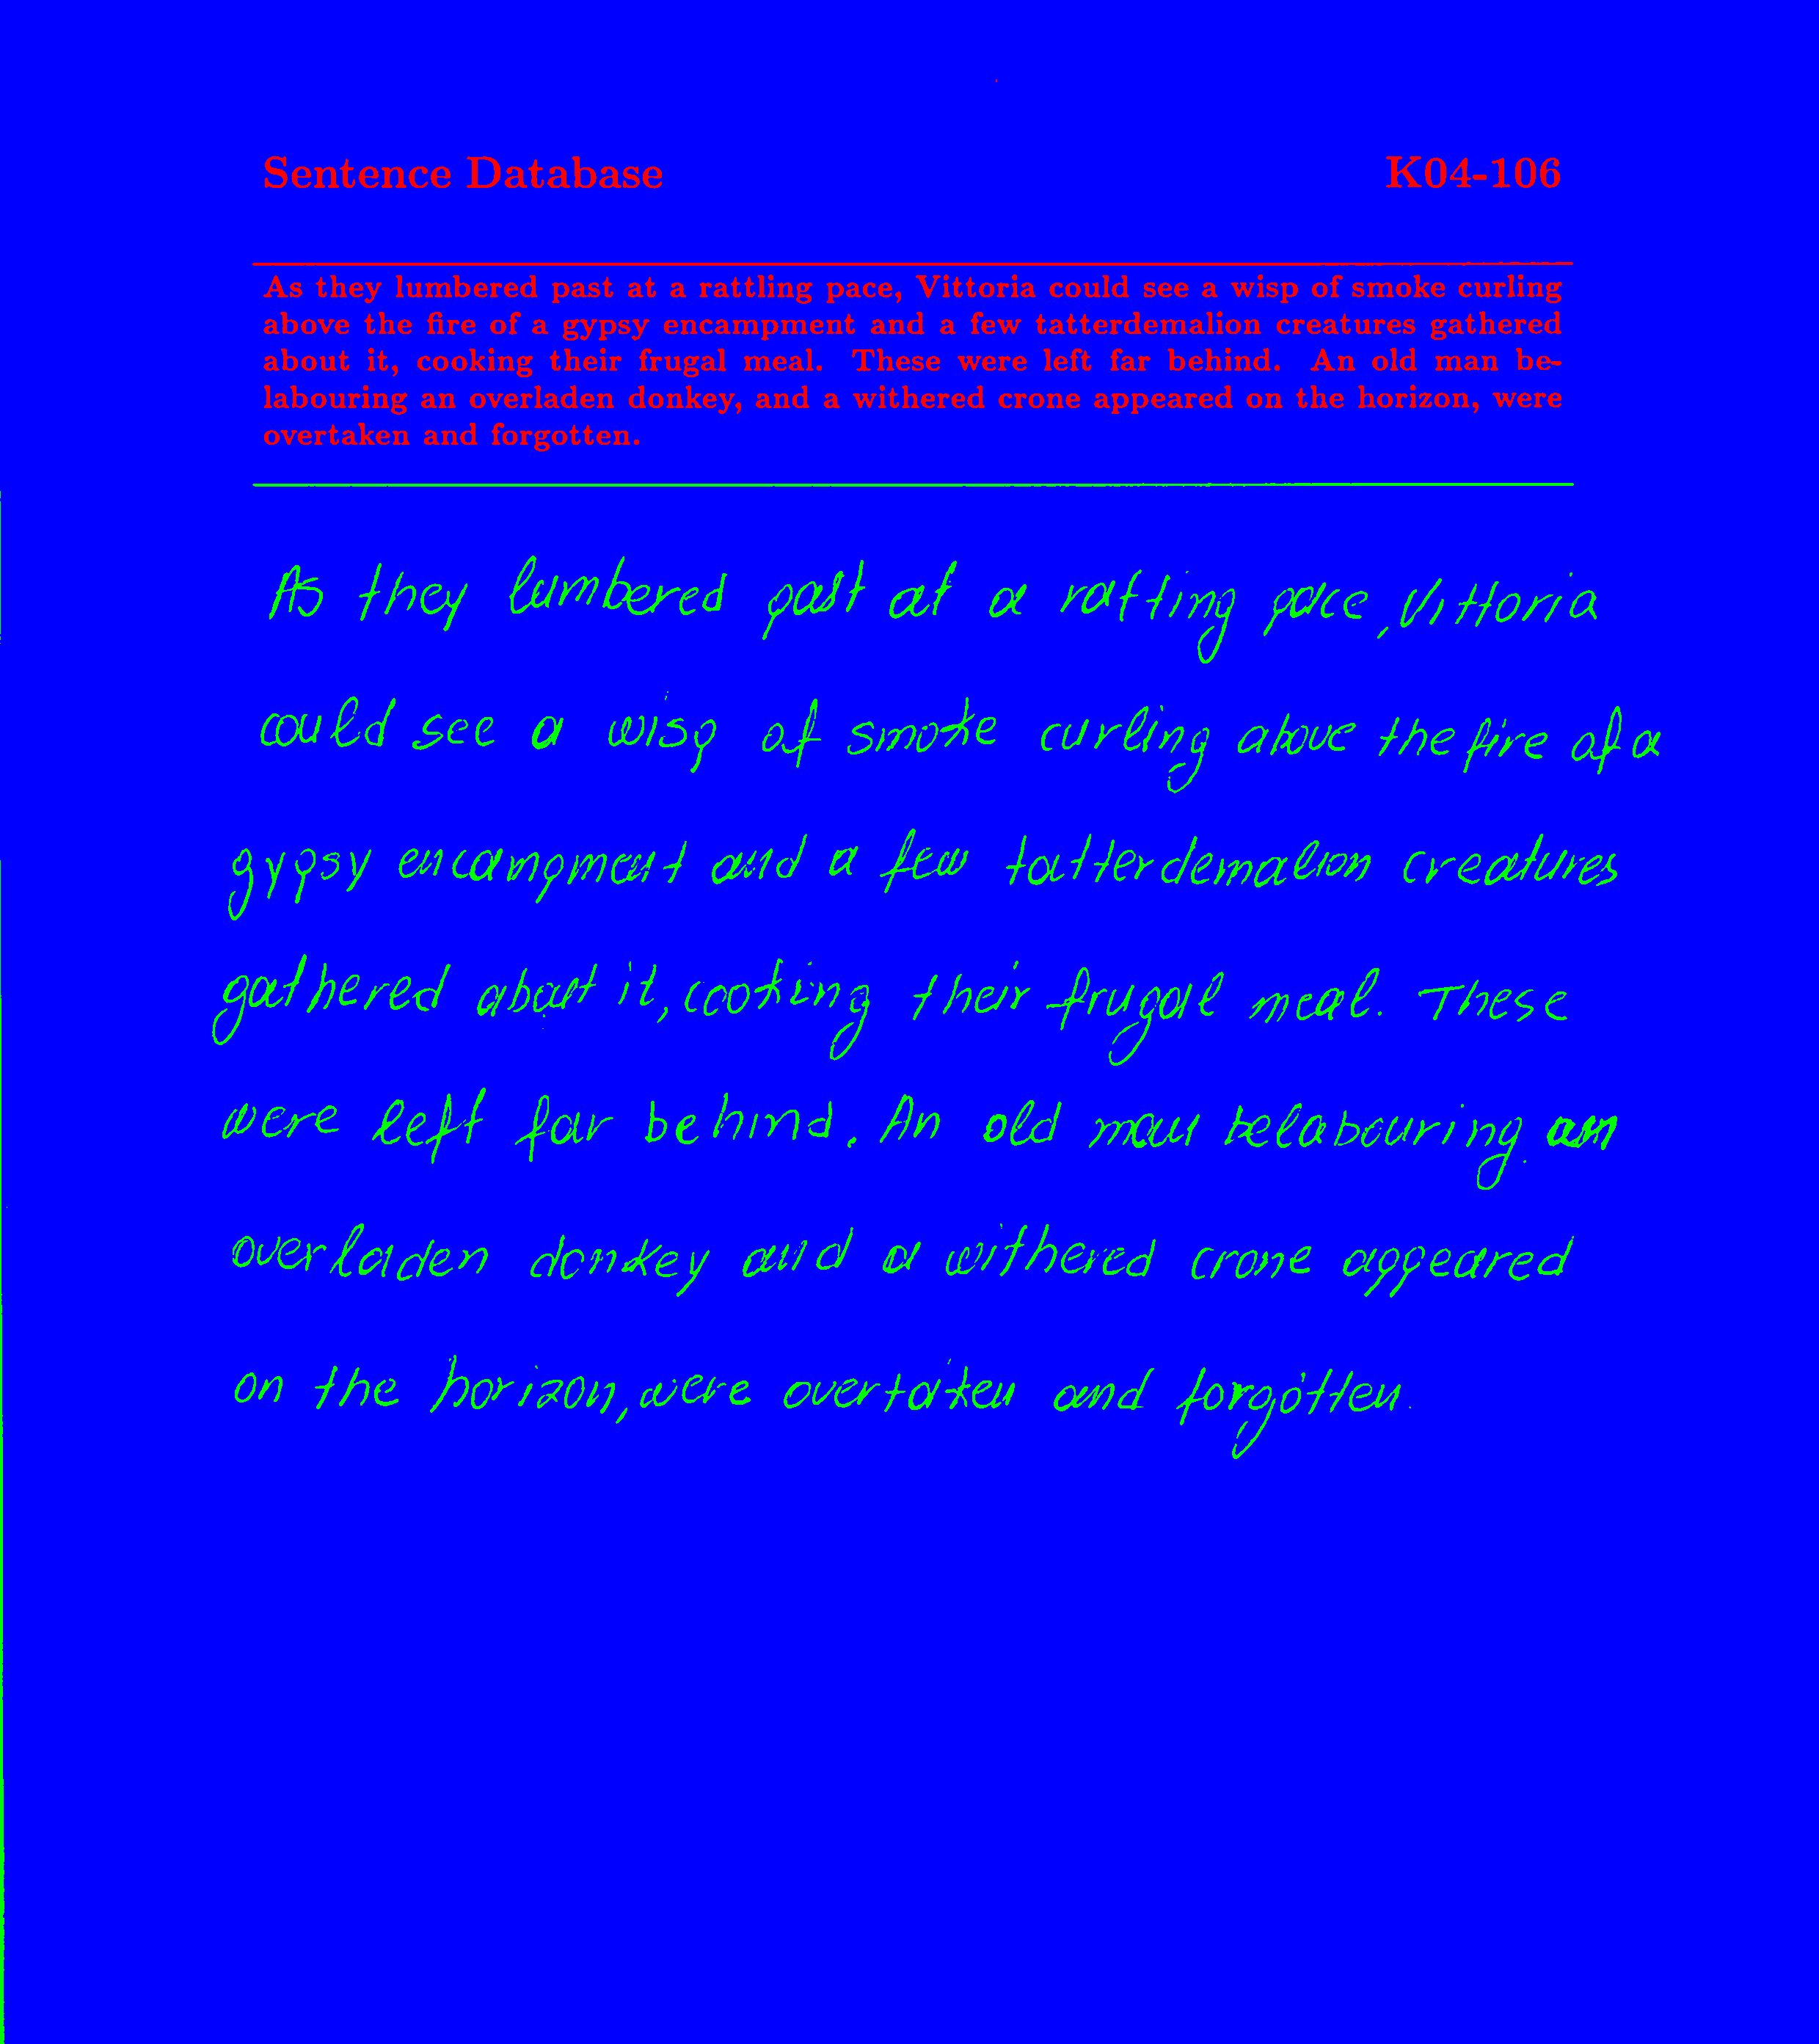 Sentence Database K04-106
As they lumbered past at a rattling pace, Vittoria could see a wisp of smoke curling
above the fire of a gypsy encampment and a few tatterdemalion creatures gathered
about it, cooking their frugal meal. These were left far behind. An old man be-
labouring an overladen donkey, and a withered crone appeared on the horizon, were
overtaken and forgotten.
As they lumbered past at a ratting pace, Vittoria
could see a wisp of smoke curling above the fire of a
gypsy encampment and a few tatterdemalion creatures
gathered about it, cooking their frugal meal. These
were left far behind. An old man belabouring an
overladen donkey and a withered crone appeared
on the horizon, were overtaken and forgotten.